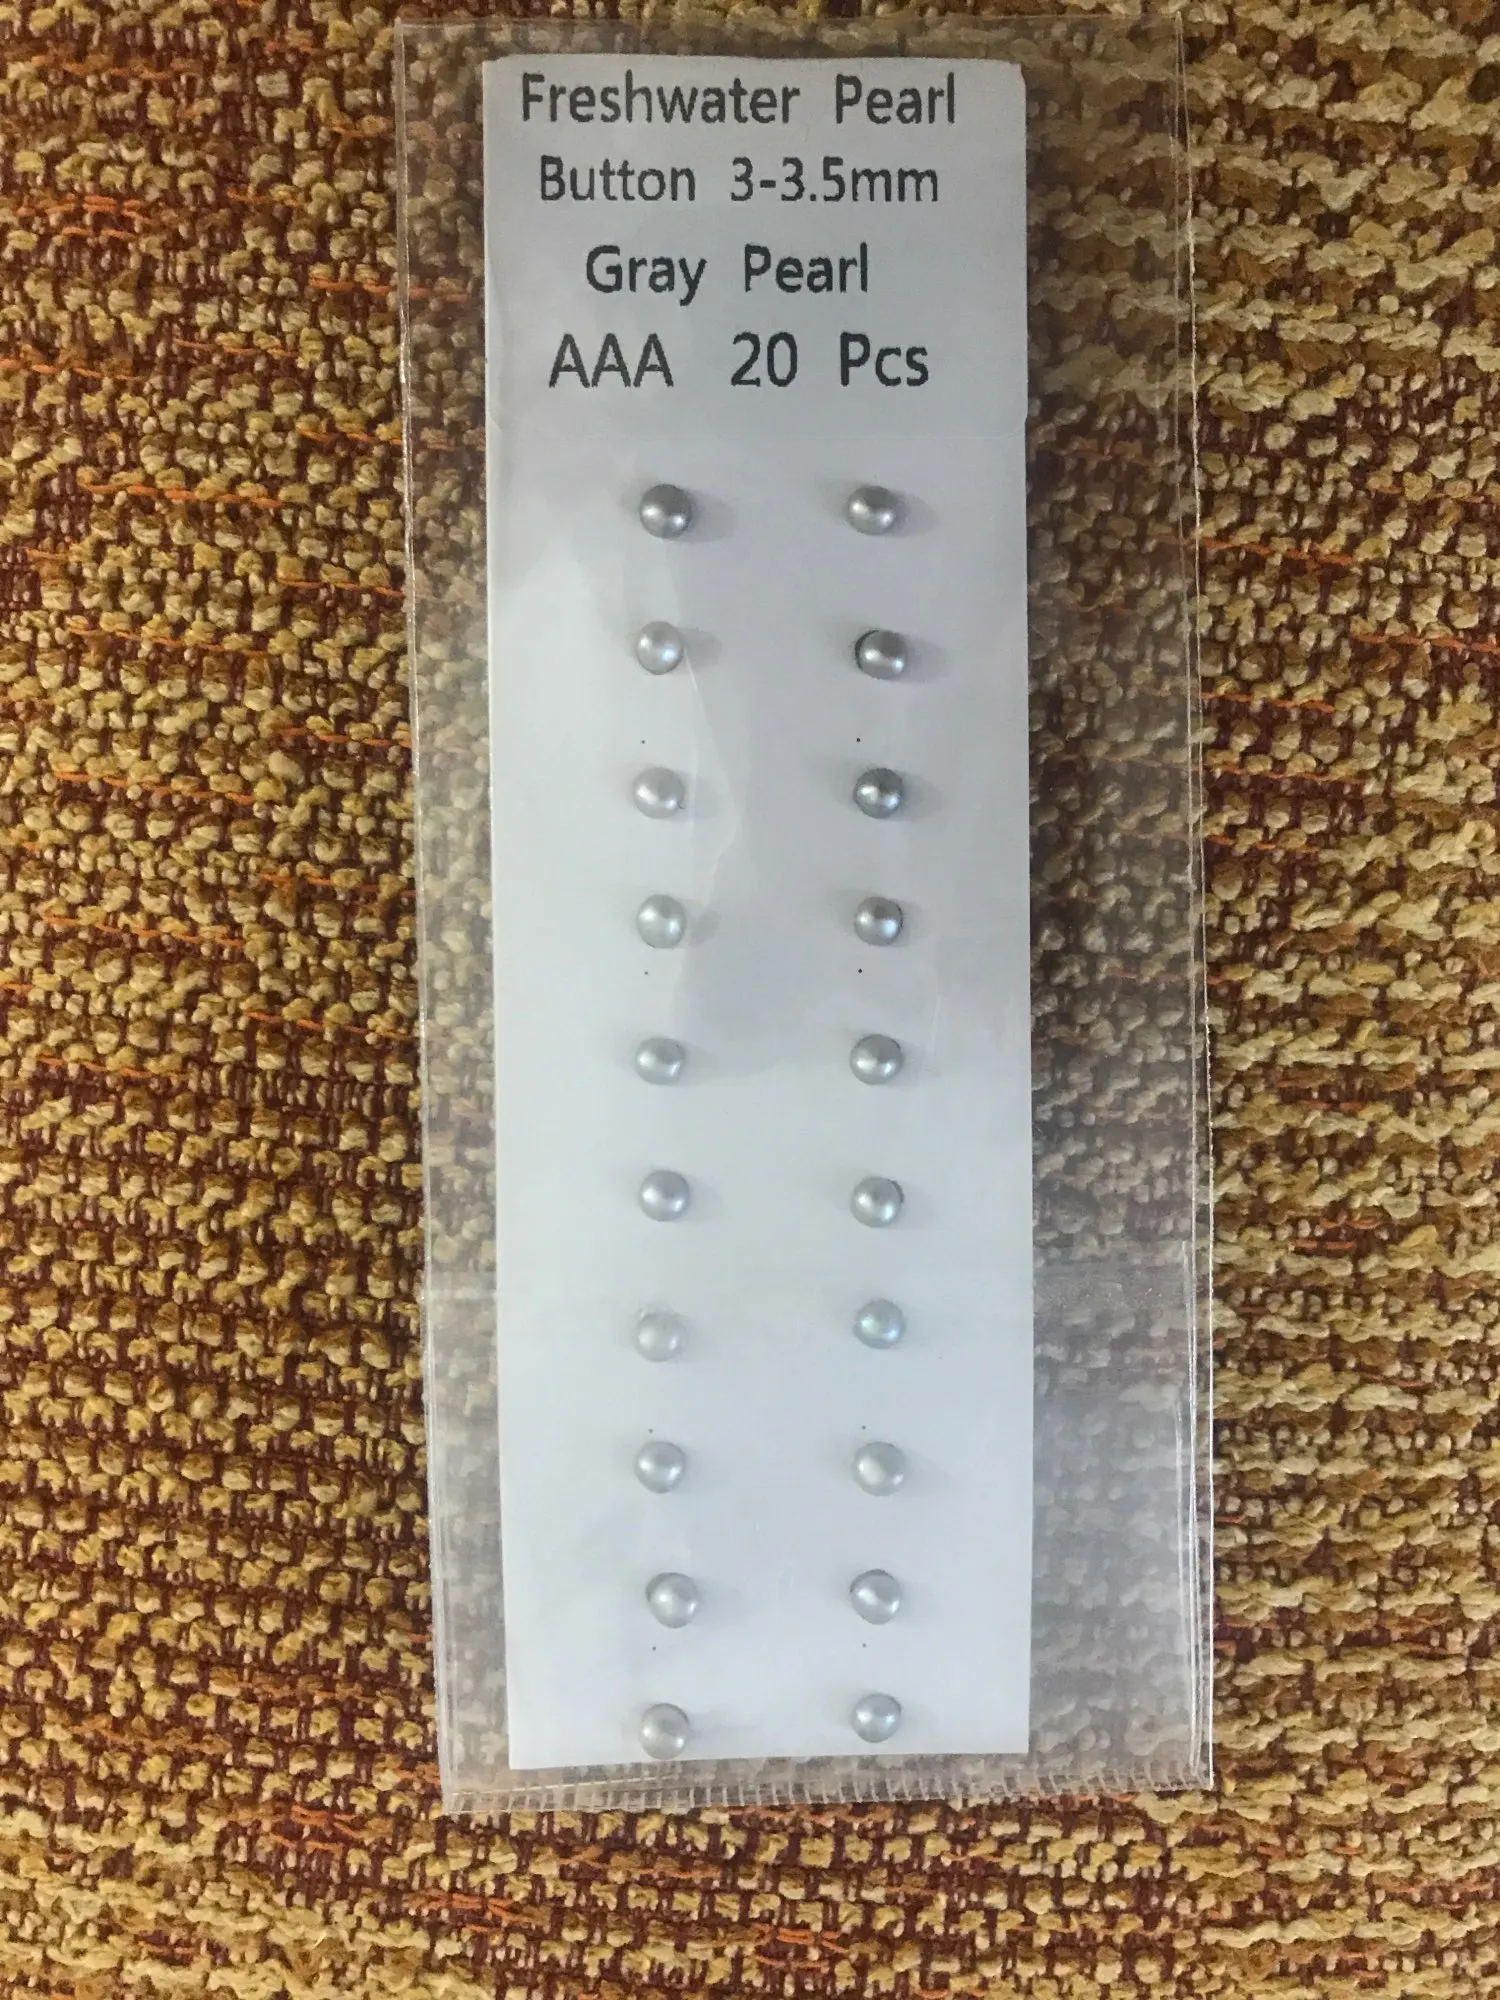 Freshwater Pearl
Button 3-3.5mm
Gray Pearl
AAA 20 Pcs